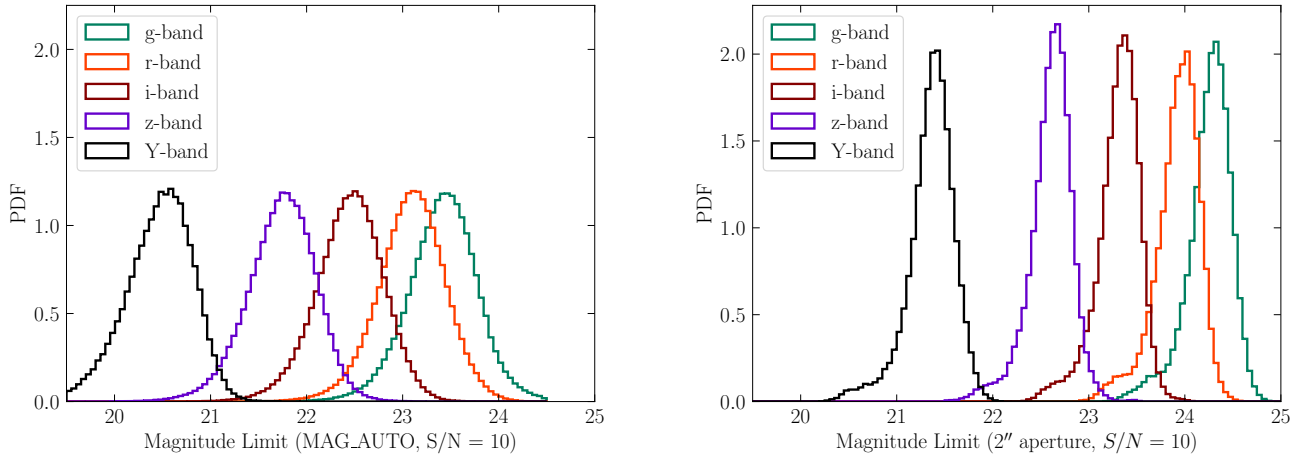 g-band
r-band
i-band
z-band
Y-band
PDF
2.0
1.5
1.0
0.5
0.0
20 21 22 23 24 25
Magnitude Limit (MAG_AUTO, S/N = 10)
g-band
r-band
i-band
z-band
Y-band
PDF
2.0
1.5
1.0
0.5
0.0
20 21 22 23 24 25
Magnitude Limit (2″ aperture, S/N = 10)